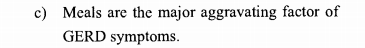 c) Meals are the major aggravating factor of
GERD symptoms.